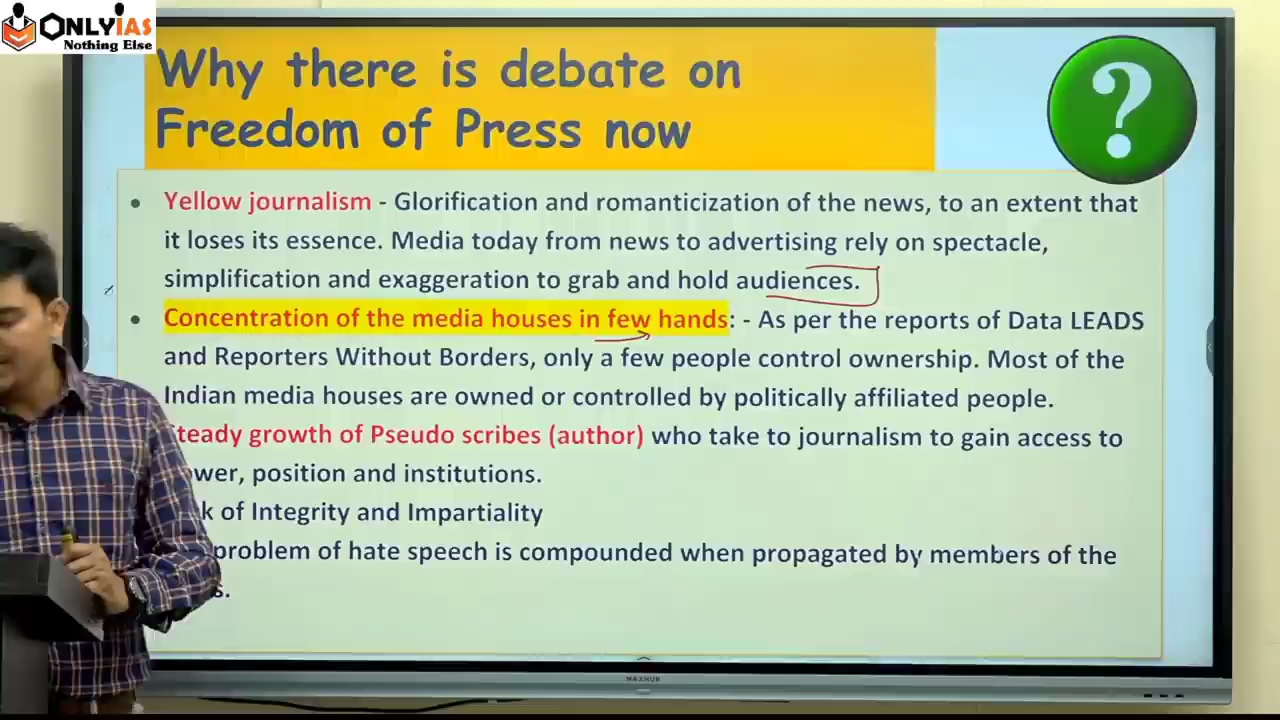 ONLYIAS
Nothing Else
Why there is debate on
Freedom of Press now
?
• Yellow journalism - Glorification and romanticization of the news, to an extent that
it loses its essence. Media today from news to advertising rely on spectacle,
simplification and exaggeration to grab and hold audiences.
• Concentration of the media houses in few hands: - As per the reports of Data LEADS
and Reporters Without Borders, only a few people control ownership. Most of the
Indian media houses are owned or controlled by politically affiliated people.
Steady growth of Pseudo scribes (author) who take to journalism to gain access to
position and institutions.
of Integrity and Impartiality
problem of hate speech is compounded when propagated by members of the
MAXHUB